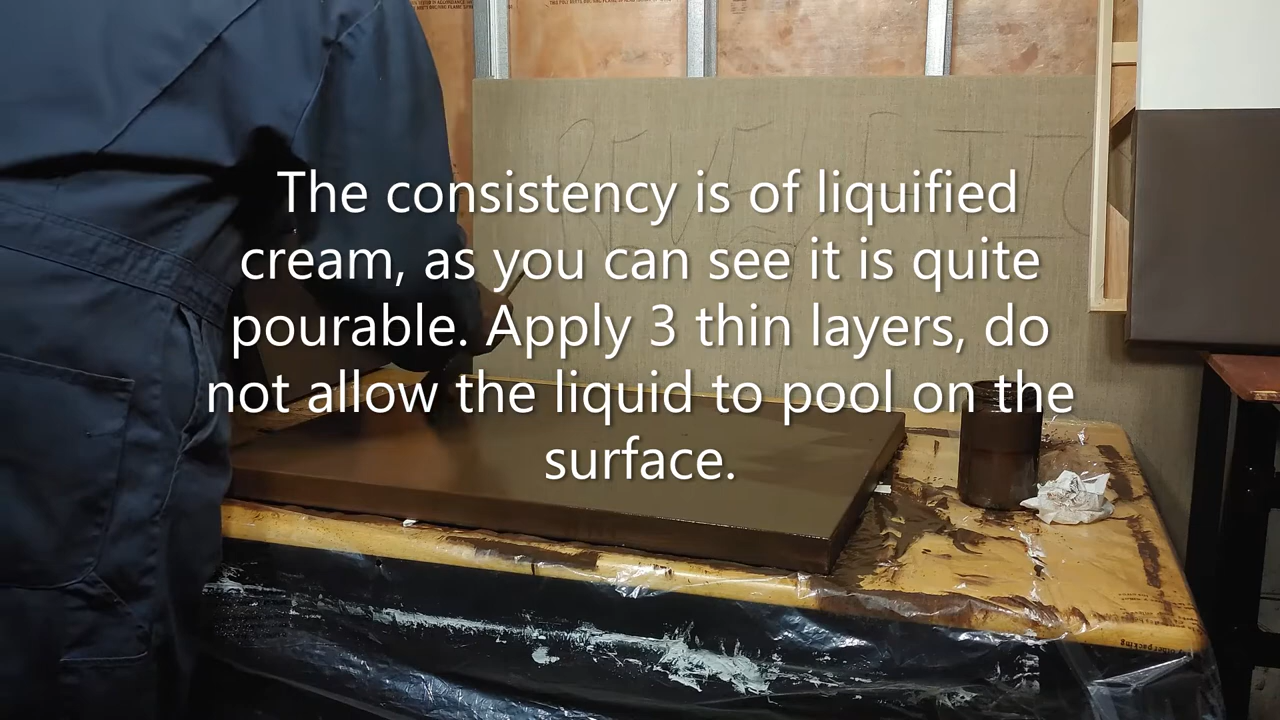 The consistency is of liquified
cream, as you can see it is quite
pourable. Apply 3 thin layers, do
not allow the liquid to pool on the
surface.